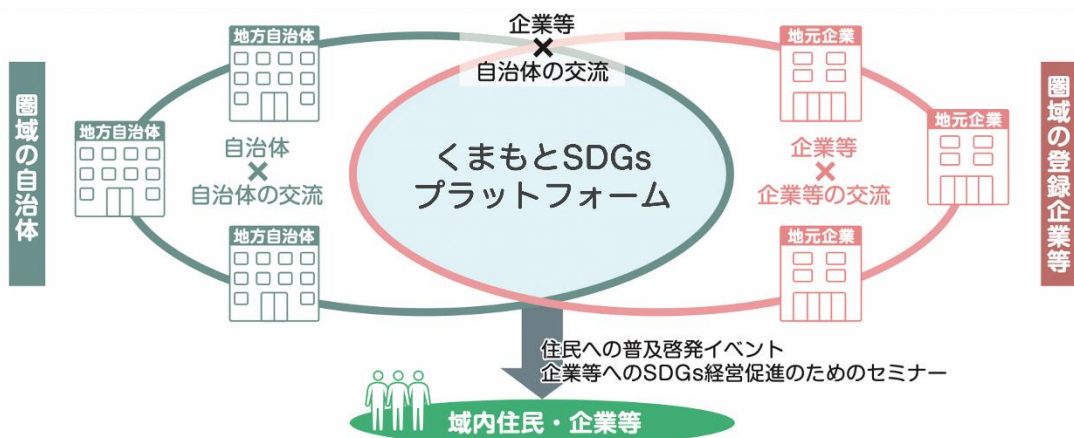 企業等
×
自治体の交流
地方自治体
地元企業
圏域の自治体
地方自治体
自治体
×
自治体の交流
くまもとSDGs
プラットフォーム
企業等
×
企業等の交流
地元企業
圏域の登録企業等
地方自治体
地元企業
住民への普及啓発イベント
企業等へのSDGs経営促進のためのセミナー
域内住民・企業等